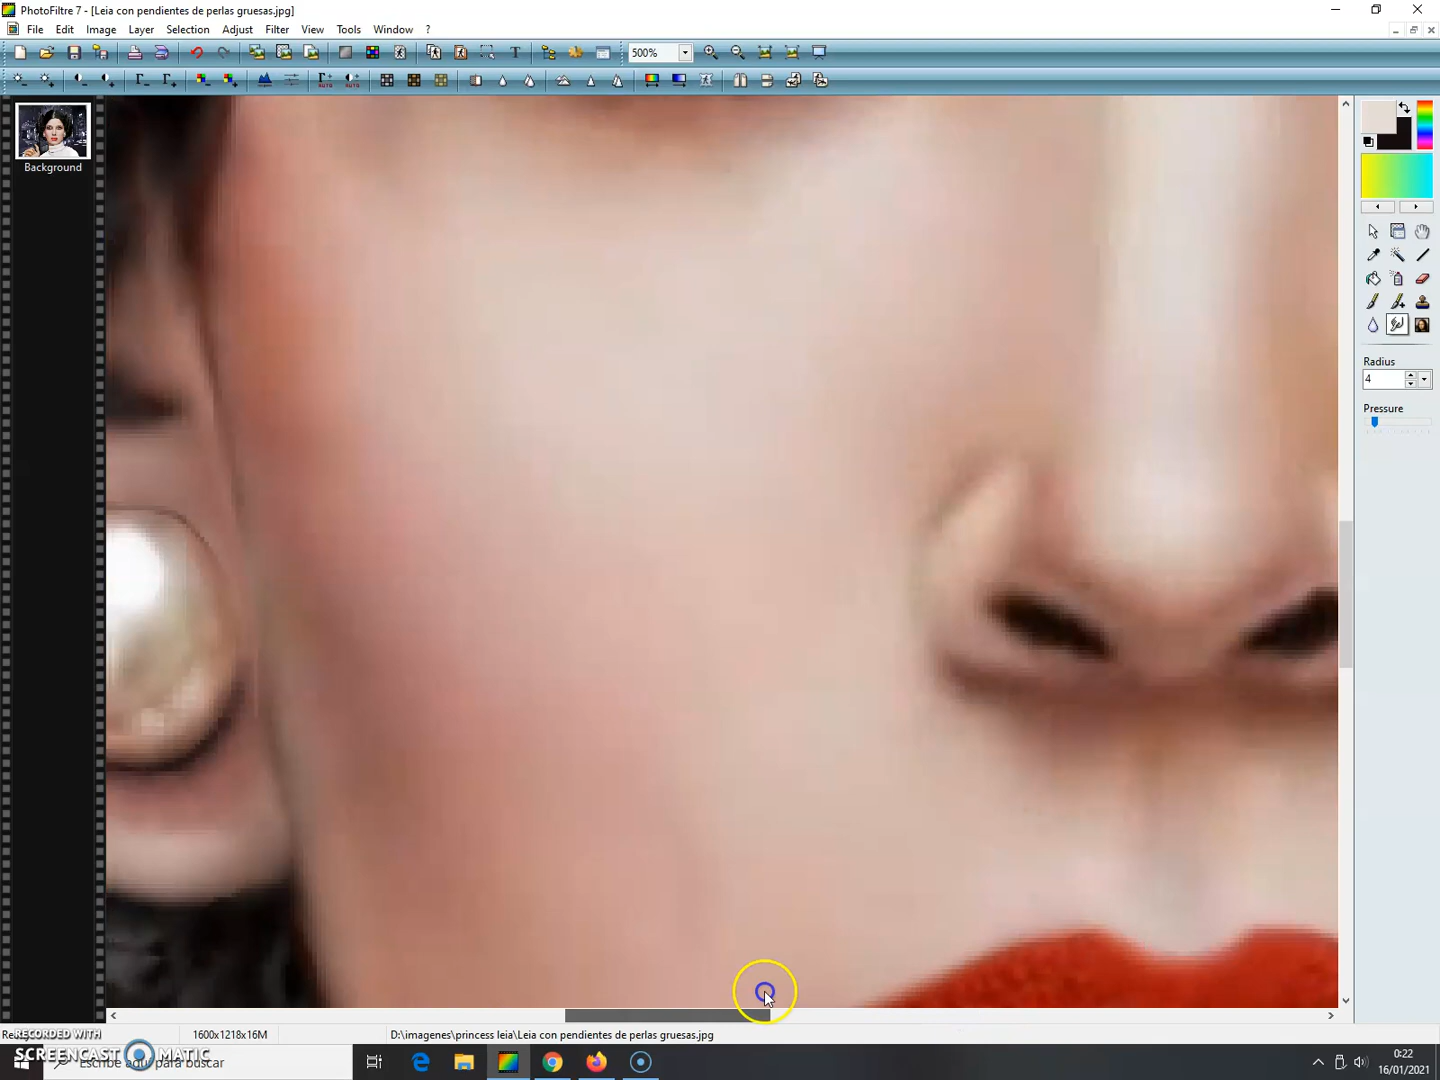 PhotoFiltre 7 - [Leia con pendientes de perlas gruesas.jpg]
File Edit Image Layer Selection Adjust Filter View Tools Window ?
500%
Background
Radius
4
Pressure
1600x1218x16M D:\imagenes\princess leia\Leia con pendientes de perlas gruesas.jpg
RECORDED WITH
SCREENCAST MATIC
para buscar
0:22
16/01/2021